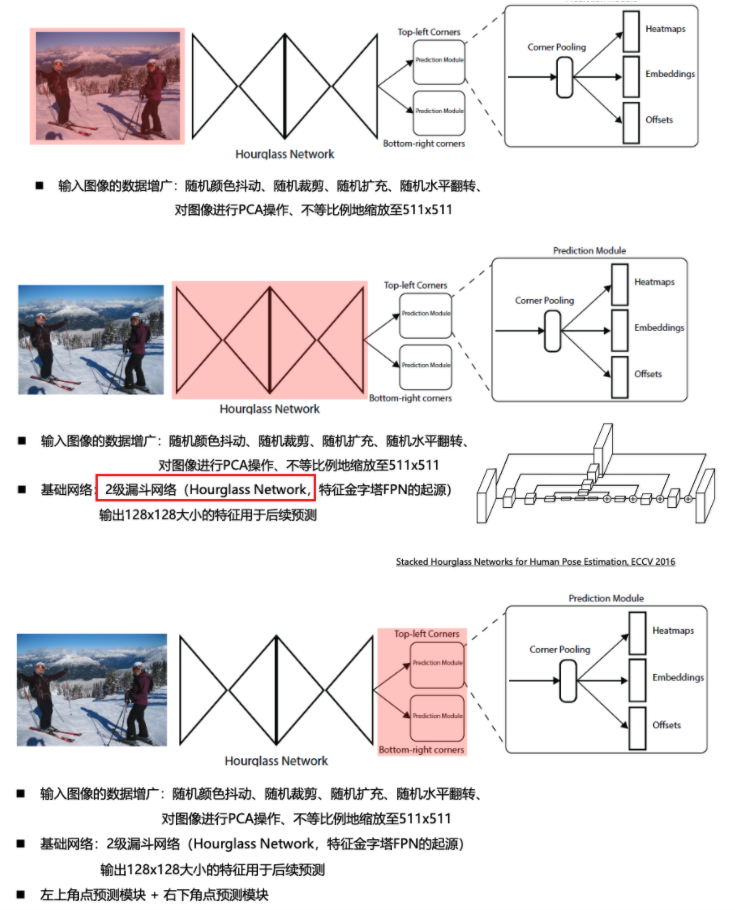 Top-left Corners
Prediction Module
Prediction Module
Bottom-right corners
Hourglass Network
Corner Pooling
Heatmaps
Embeddings
Offsets
■ 输入图像的数据增广：随机颜色抖动、随机裁剪、随机扩充、随机水平翻转、
对图像进行PCA操作、不等比例地缩放至511x511
Prediction Module
Top-left Corners
Prediction Module
Prediction Module
Bottom-right corners
Hourglass Network
Corner Pooling
Heatmaps
Embeddings
Offsets
■ 输入图像的数据增广：随机颜色抖动、随机裁剪、随机扩充、随机水平翻转、
对图像进行PCA操作、不等比例地缩放至511x511
■ 基础网络：2级漏斗网络（Hourglass Network，特征金字塔FPN的起源）
输出128x128大小的特征用于后续预测
Stacked Hourglass Networks for Human Pose Estimation, ECCV 2016
Prediction Module
Top-left Corners
Prediction Module
Prediction Module
Bottom-right corners
Hourglass Network
Corner Pooling
Heatmaps
Embeddings
Offsets
■ 输入图像的数据增广：随机颜色抖动、随机裁剪、随机扩充、随机水平翻转、
对图像进行PCA操作、不等比例地缩放至511x511
■ 基础网络：2级漏斗网络（Hourglass Network，特征金字塔FPN的起源）
输出128x128大小的特征用于后续预测
■ 左上角点预测模块 + 右下角点预测模块